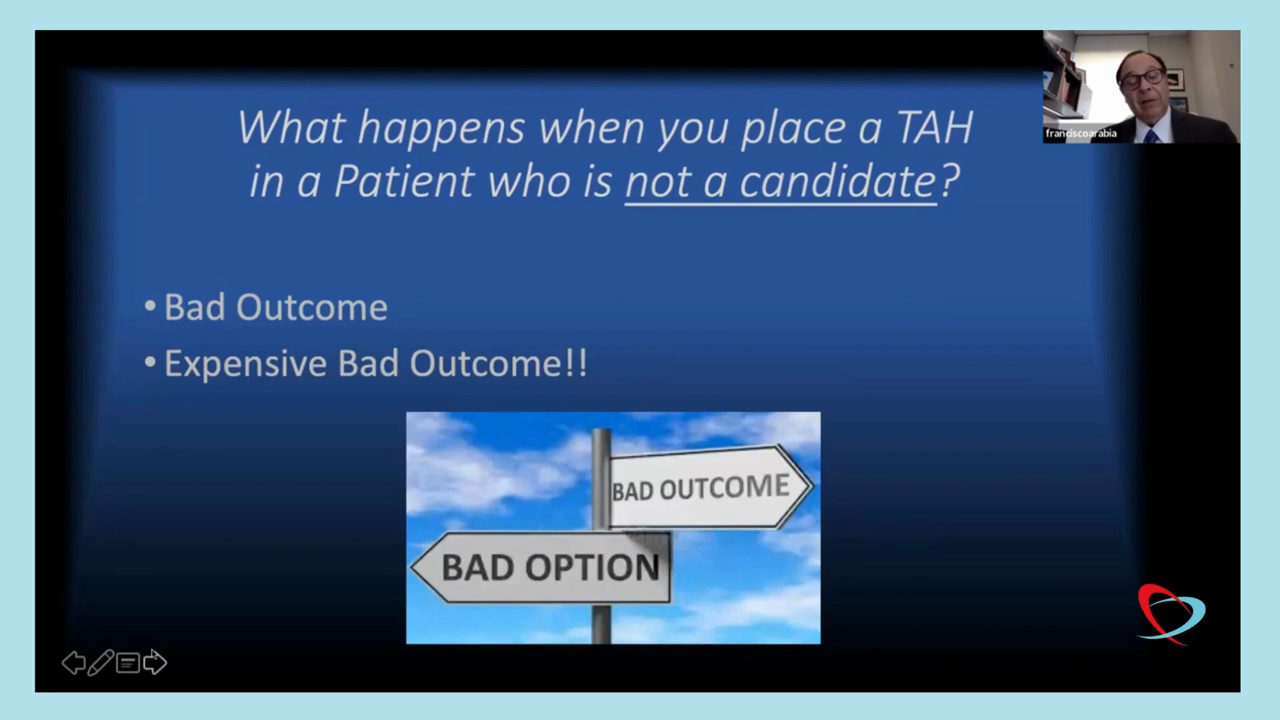 What happens when you place a TAH
in a Patient who is not a candidate?
franciscoarabia
• Bad Outcome
• Expensive Bad Outcome!!
BAD OUTCOME
BAD OPTION